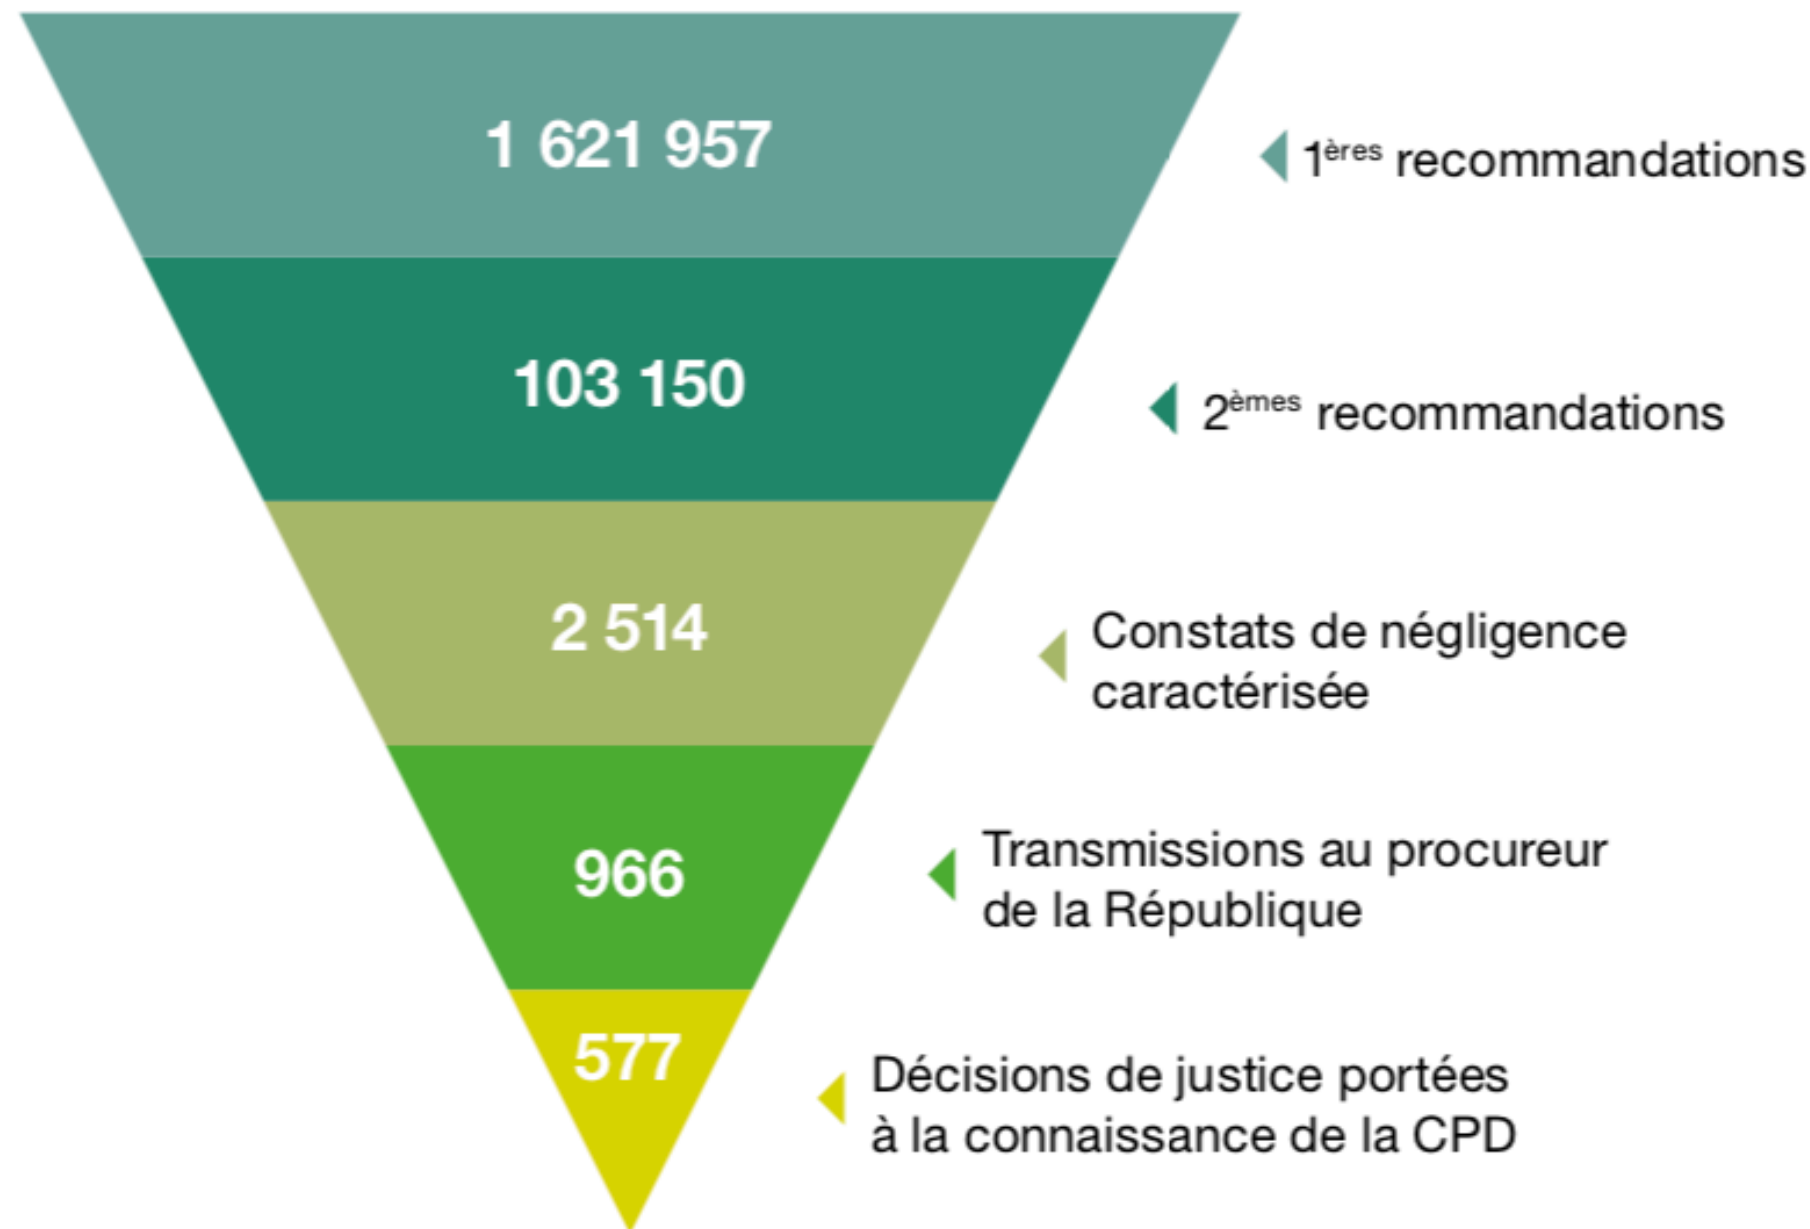 1 621 957
1ères recommandations
103 150
2èmes recommandations
2 514
Constats de négligence
caractérisée
966
Transmissions au procureur
de la République
577
Décisions de justice portées
à la connaissance de la CPD